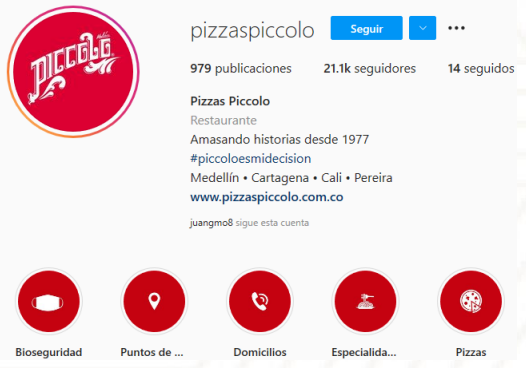 PICCOLO
pizzaspiccolo Seguir
979 publicaciones 21.1k seguidores 14 seguidos
Pizzas Piccolo
Restaurante
Amasando historias desde 1977
#piccoloesmidecision
Medellín • Cartagena • Cali • Pereira
www.pizzaspiccolo.com.co
juangmo8 sigue esta cuenta
Bioseguridad Puntos de ... Domicilios Especialida... Pizzas